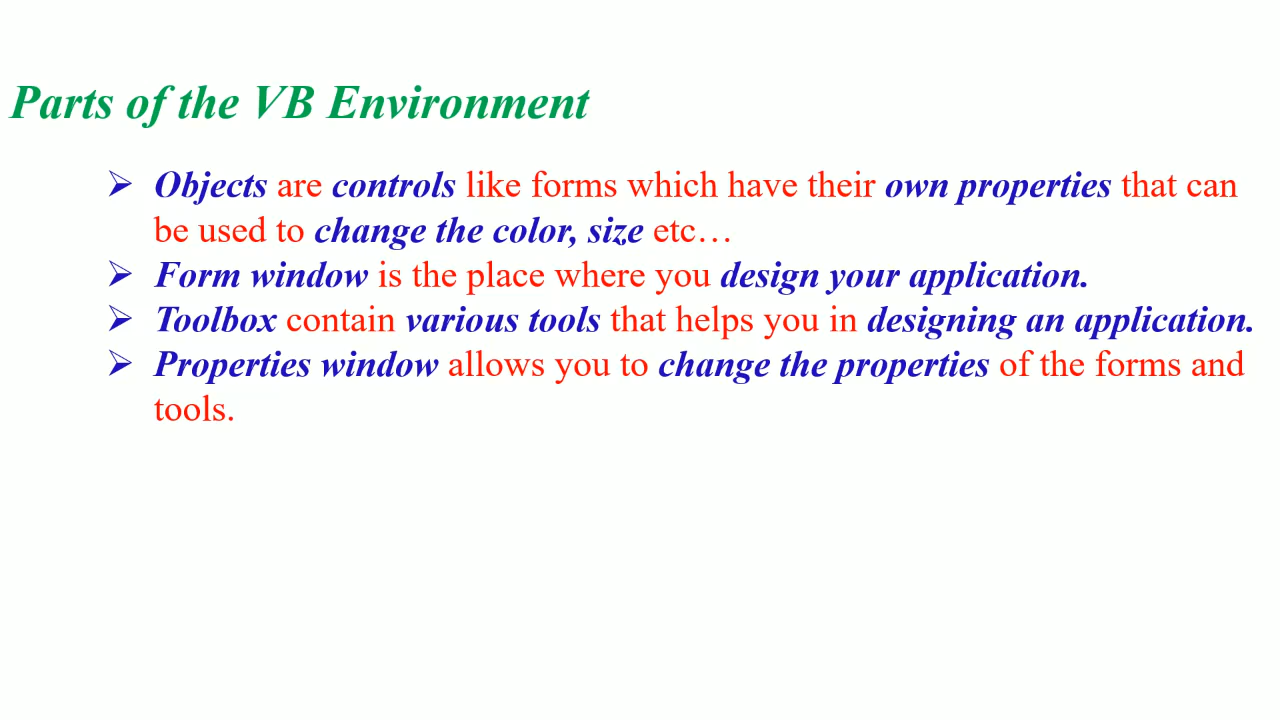 Parts of the VB Environment
➢ Objects are controls like forms which have their own properties that can
be used to change the color, size etc…
➢ Form window is the place where you design your application.
➢ Toolbox contain various tools that helps you in designing an application.
➢ Properties window allows you to change the properties of the forms and
tools.